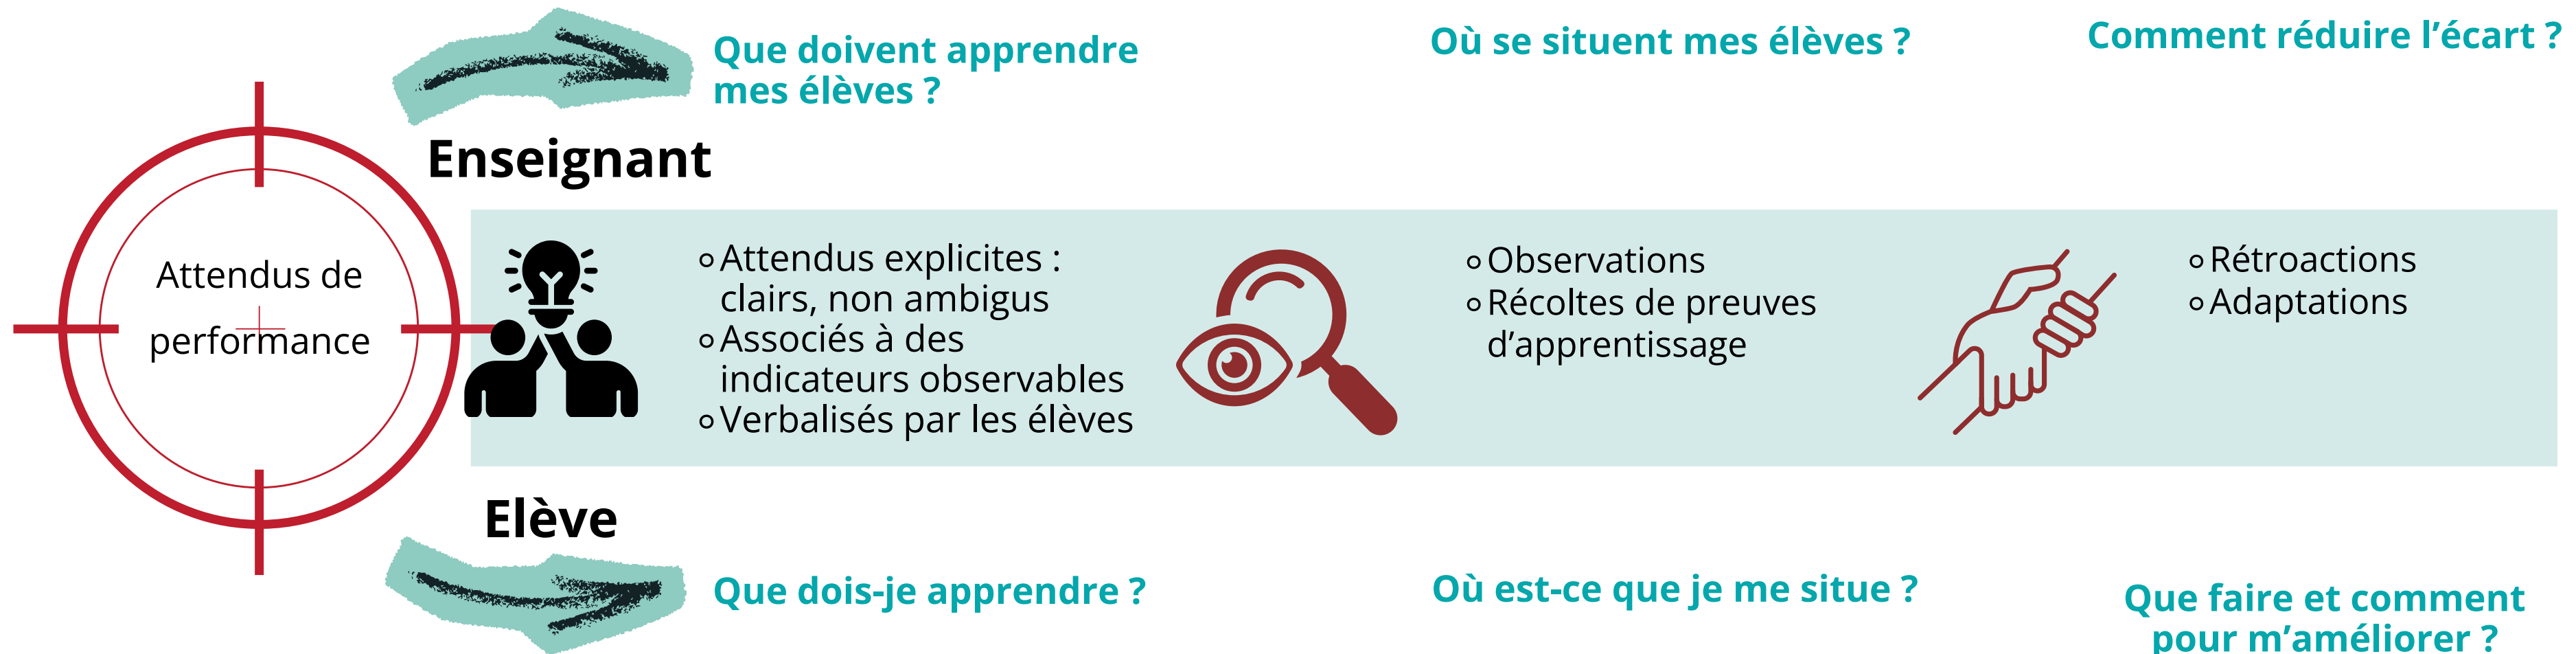 Que doivent apprendre
mes élèves ?
Où se situent mes élèves ?
Comment réduire l’écart ?
Enseignant
Attendus de
performance
Attendus explicites :
clairs, non ambigus
Associés à des
indicateurs observables
Verbalisés par les élèves
Observations
Récoltes de preuves
d’apprentissage
Rétroactions
Adaptations
Elève
Que dois-je apprendre ?
Où est-ce que je me situe ?
Que faire et comment
pour m’améliorer ?